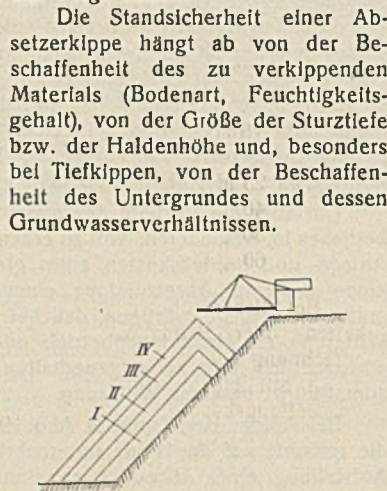 Die Standsicherheit einer Ab-
setzerkippe hängt ab von der Be-
schaffenheit des zu verkippenden
Materials (Bodenart, Feuchtigkeits-
gehalt), von der Größe der Sturztiefe
bzw. der Haldenhöhe und, besonders
bei Tiefkippen, von der Beschaffen-
heit des Untergrundes und dessen
Grundwasserverhältnissen.
IV
III
II
I